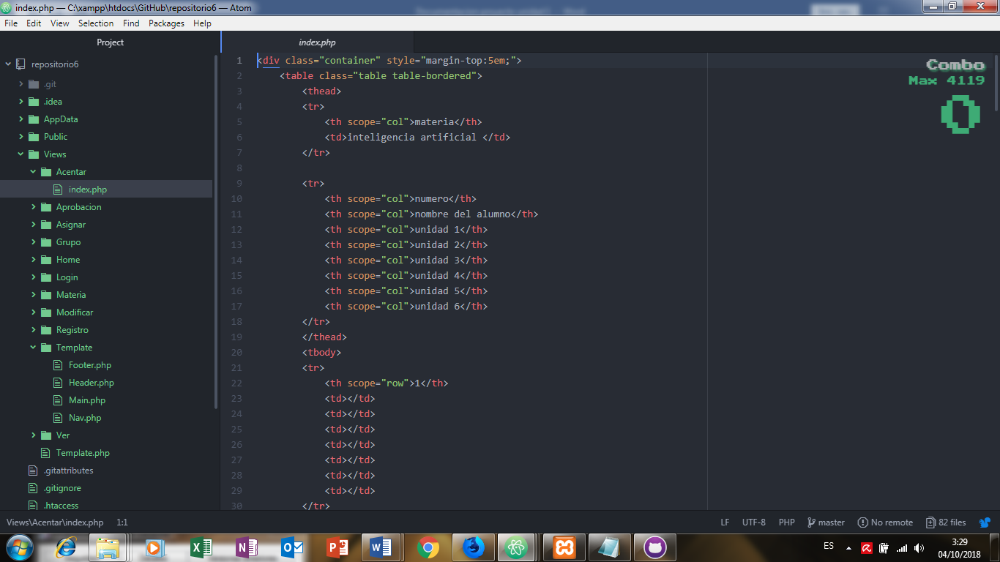 index.php — C:\xampp\htdocs\GitHub\repositorio6 — Atom
File Edit View Selection Find Packages Help
Project
repositorio6
.git
.idea
AppData
Public
Views
Acentar
index.php
Aprobacion
Asignar
Grupo
Home
Login
Materia
Modificar
Registro
Template
Footer.php
Header.php
Main.php
Nav.php
Ver
Template.php
.gitattributes
.gitignore
.htaccess
index.php
1 <div class="container" style="margin-top:5em;">
2 <table class="table table-bordered">
3 <thead>
4 <tr>
5 <th scope="col">materia</th>
6 <td>inteligencia artificial </td>
7 </tr>
8
9 <tr>
10 <th scope="col">numero</th>
11 <th scope="col">nombre del alumno</th>
12 <th scope="col">unidad 1</th>
13 <th scope="col">unidad 2</th>
14 <th scope="col">unidad 3</th>
15 <th scope="col">unidad 4</th>
16 <th scope="col">unidad 5</th>
17 <th scope="col">unidad 6</th>
18 </tr>
19 </thead>
20 <tbody>
21 <tr>
22 <th scope="row">1</th>
23 <td></td>
24 <td></td>
25 <td></td>
26 <td></td>
27 <td></td>
28 <td></td>
29 <td></td>
30 </tr>
Combo
Max 4119
0
Views\Acentar\index.php 1:1
LF UTF-8 PHP master No remote 82 files
ES
3:29
04/10/2018